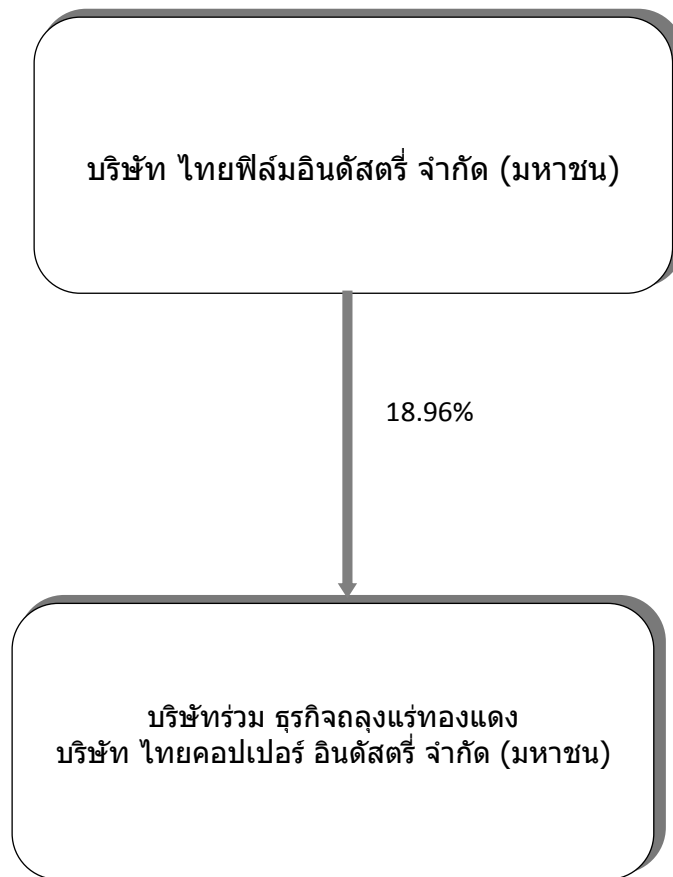 บริษัท ไทยฟิล์มอินดัสตรี่ จำกัด (มหาชน)
18.96%
บริษัทร่วม ธุรกิจถลุงแร่ทองแดง
บริษัท ไทยคอปเปอร์ อินดัสตรี่ จำกัด (มหาชน)